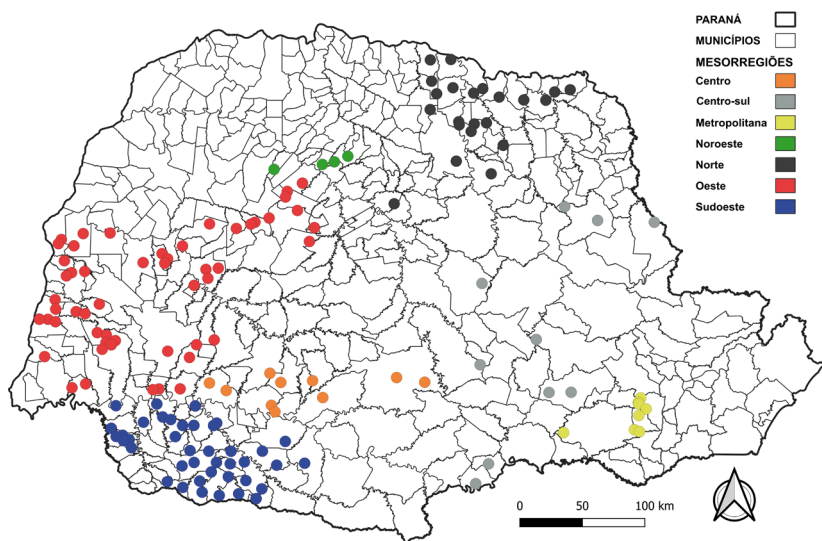 PARANÁ
MUNICÍPIOS
MESORREGIÕES
Centro
Centro-sul
Metropolitana
Noroeste
Norte
Oeste
Sudoeste
0 50 100 km